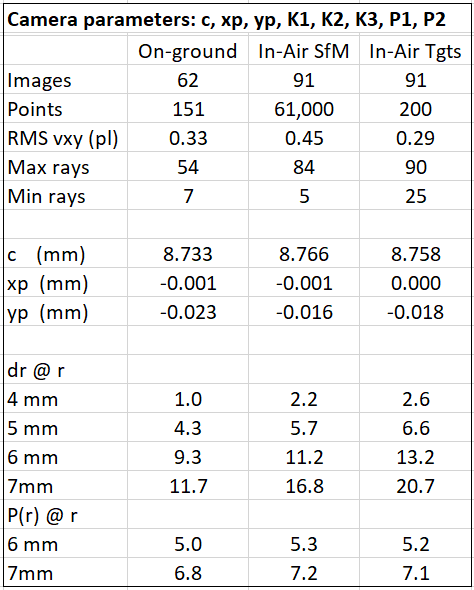 Camera parameters: c, xp, yp, K1, K2, K3, P1, P2
On-ground In-Air SfM In-Air Tgts
Images 62 91 91
Points 151 61,000 200
RMS vxy (pl) 0.33 0.45 0.29
Max rays 54 84 90
Min rays 7 5 25
c (mm) 8.733 8.766 8.758
xp (mm) -0.001 -0.001 0.000
yp (mm) -0.023 -0.016 -0.018
dr @ r
4 mm 1.0 2.2 2.6
5 mm 4.3 5.7 6.6
6 mm 9.3 11.2 13.2
7mm 11.7 16.8 20.7
P(r) @ r
6 mm 5.0 5.3 5.2
7mm 6.8 7.2 7.1